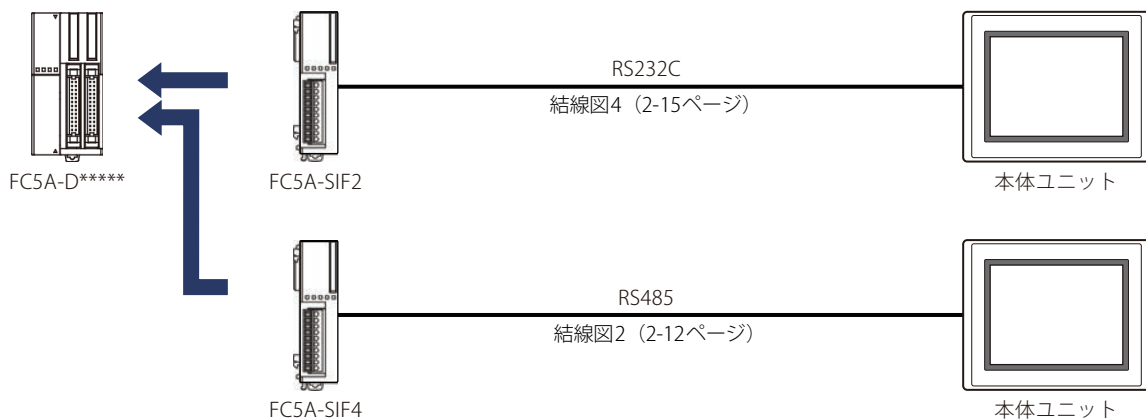 RS232C
結線図4（2-15ページ）
FC5A-D*****
FC5A-SIF2
本体ユニット
RS485
結線図2（2-12ページ）
FC5A-SIF4
本体ユニット